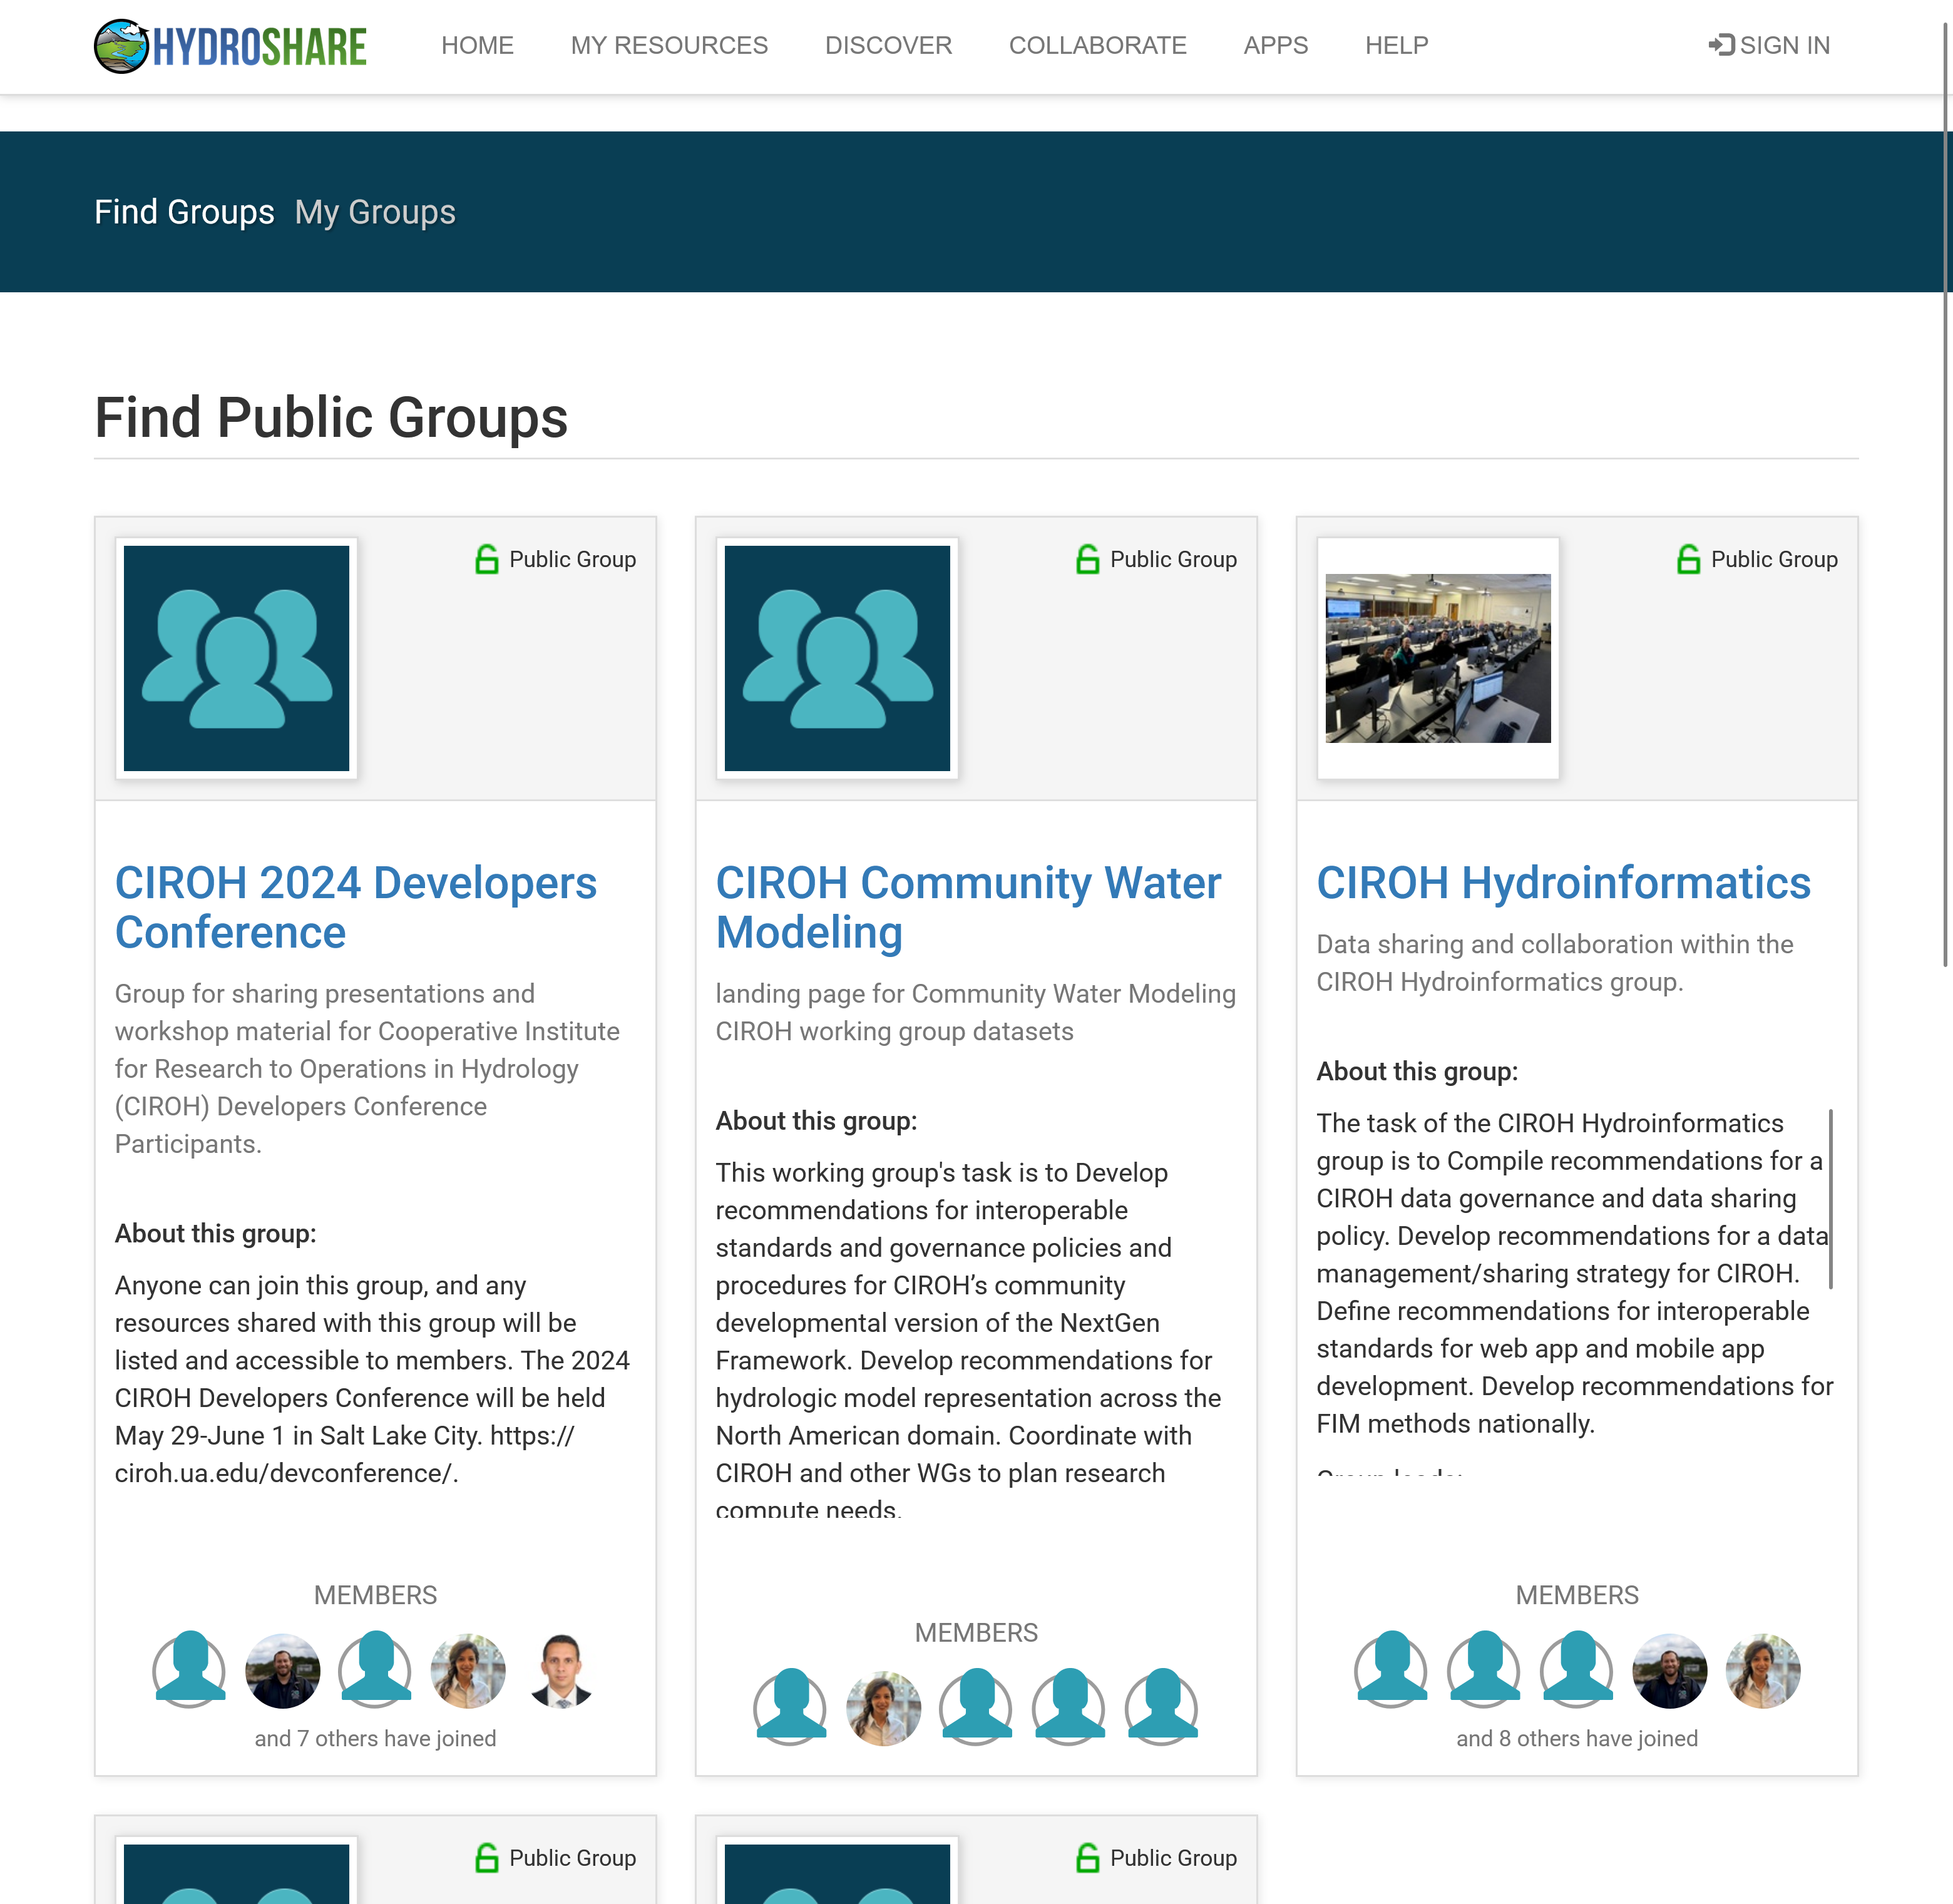 HYDROSHARE
HOME
MY RESOURCES
DISCOVER
COLLABORATE
APPS
HELP
SIGN IN
Find Groups
My Groups
Find Public Groups
Public Group
CIROH 2024 Developers
Conference
Group for sharing presentations and
workshop material for Cooperative Institute
for Research to Operations in Hydrology
(CIROH) Developers Conference
Participants.
About this group:
Anyone can join this group, and any
resources shared with this group will be
listed and accessible to members. The 2024
CIROH Developers Conference will be held
May 29-June 1 in Salt Lake City. https://
ciroh.ua.edu/devconference/.
MEMBERS
and 7 others have joined
Public Group
CIROH Community Water
Modeling
landing page for Community Water Modeling
CIROH working group datasets
About this group:
This working group's task is to Develop
recommendations for interoperable
standards and governance policies and
procedures for CIROH’s community
developmental version of the NextGen
Framework. Develop recommendations for
hydrologic model representation across the
North American domain. Coordinate with
CIROH and other WGs to plan research
compute needs.
MEMBERS
Public Group
CIROH Hydroinformatics
Data sharing and collaboration within the
CIROH Hydroinformatics group.
About this group:
The task of the CIROH Hydroinformatics
group is to Compile recommendations for a
CIROH data governance and data sharing
policy. Develop recommendations for a data
management/sharing strategy for CIROH.
Define recommendations for interoperable
standards for web app and mobile app
development. Develop recommendations for
FIM methods nationally.
MEMBERS
and 8 others have joined
Public Group
Public Group